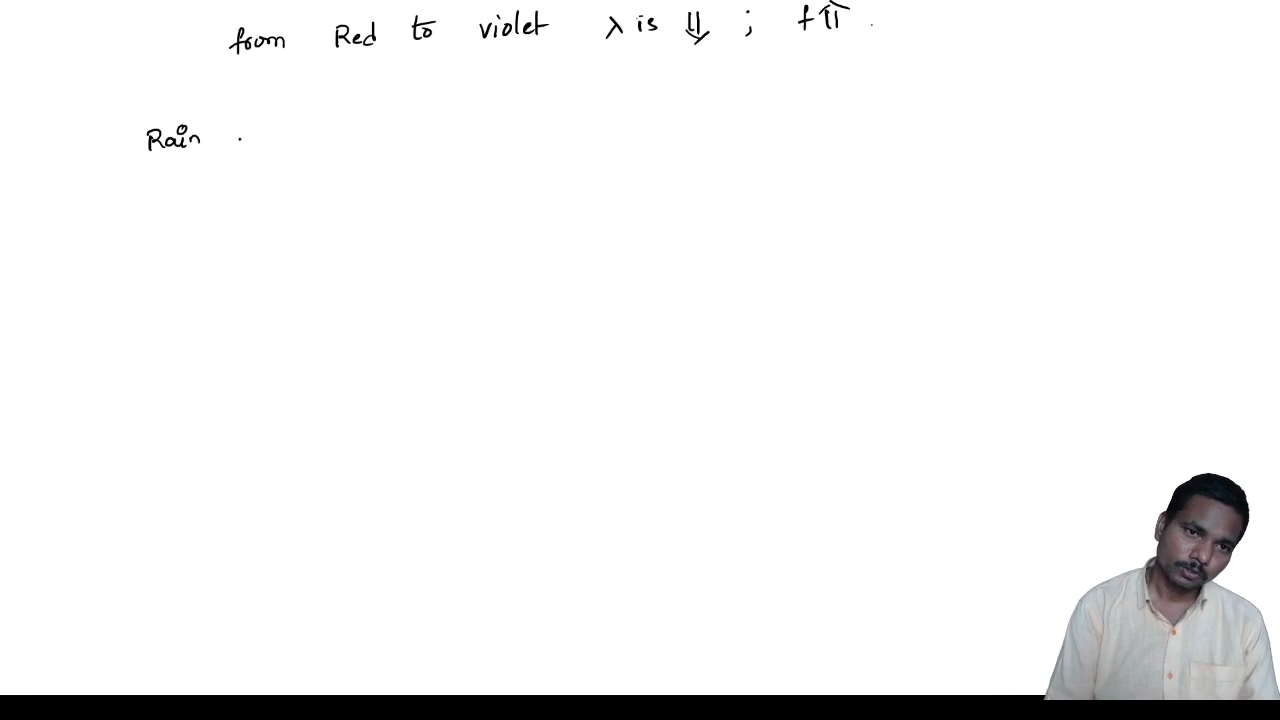 from Red to violet λ is ⇓ ; f⇑
Rain